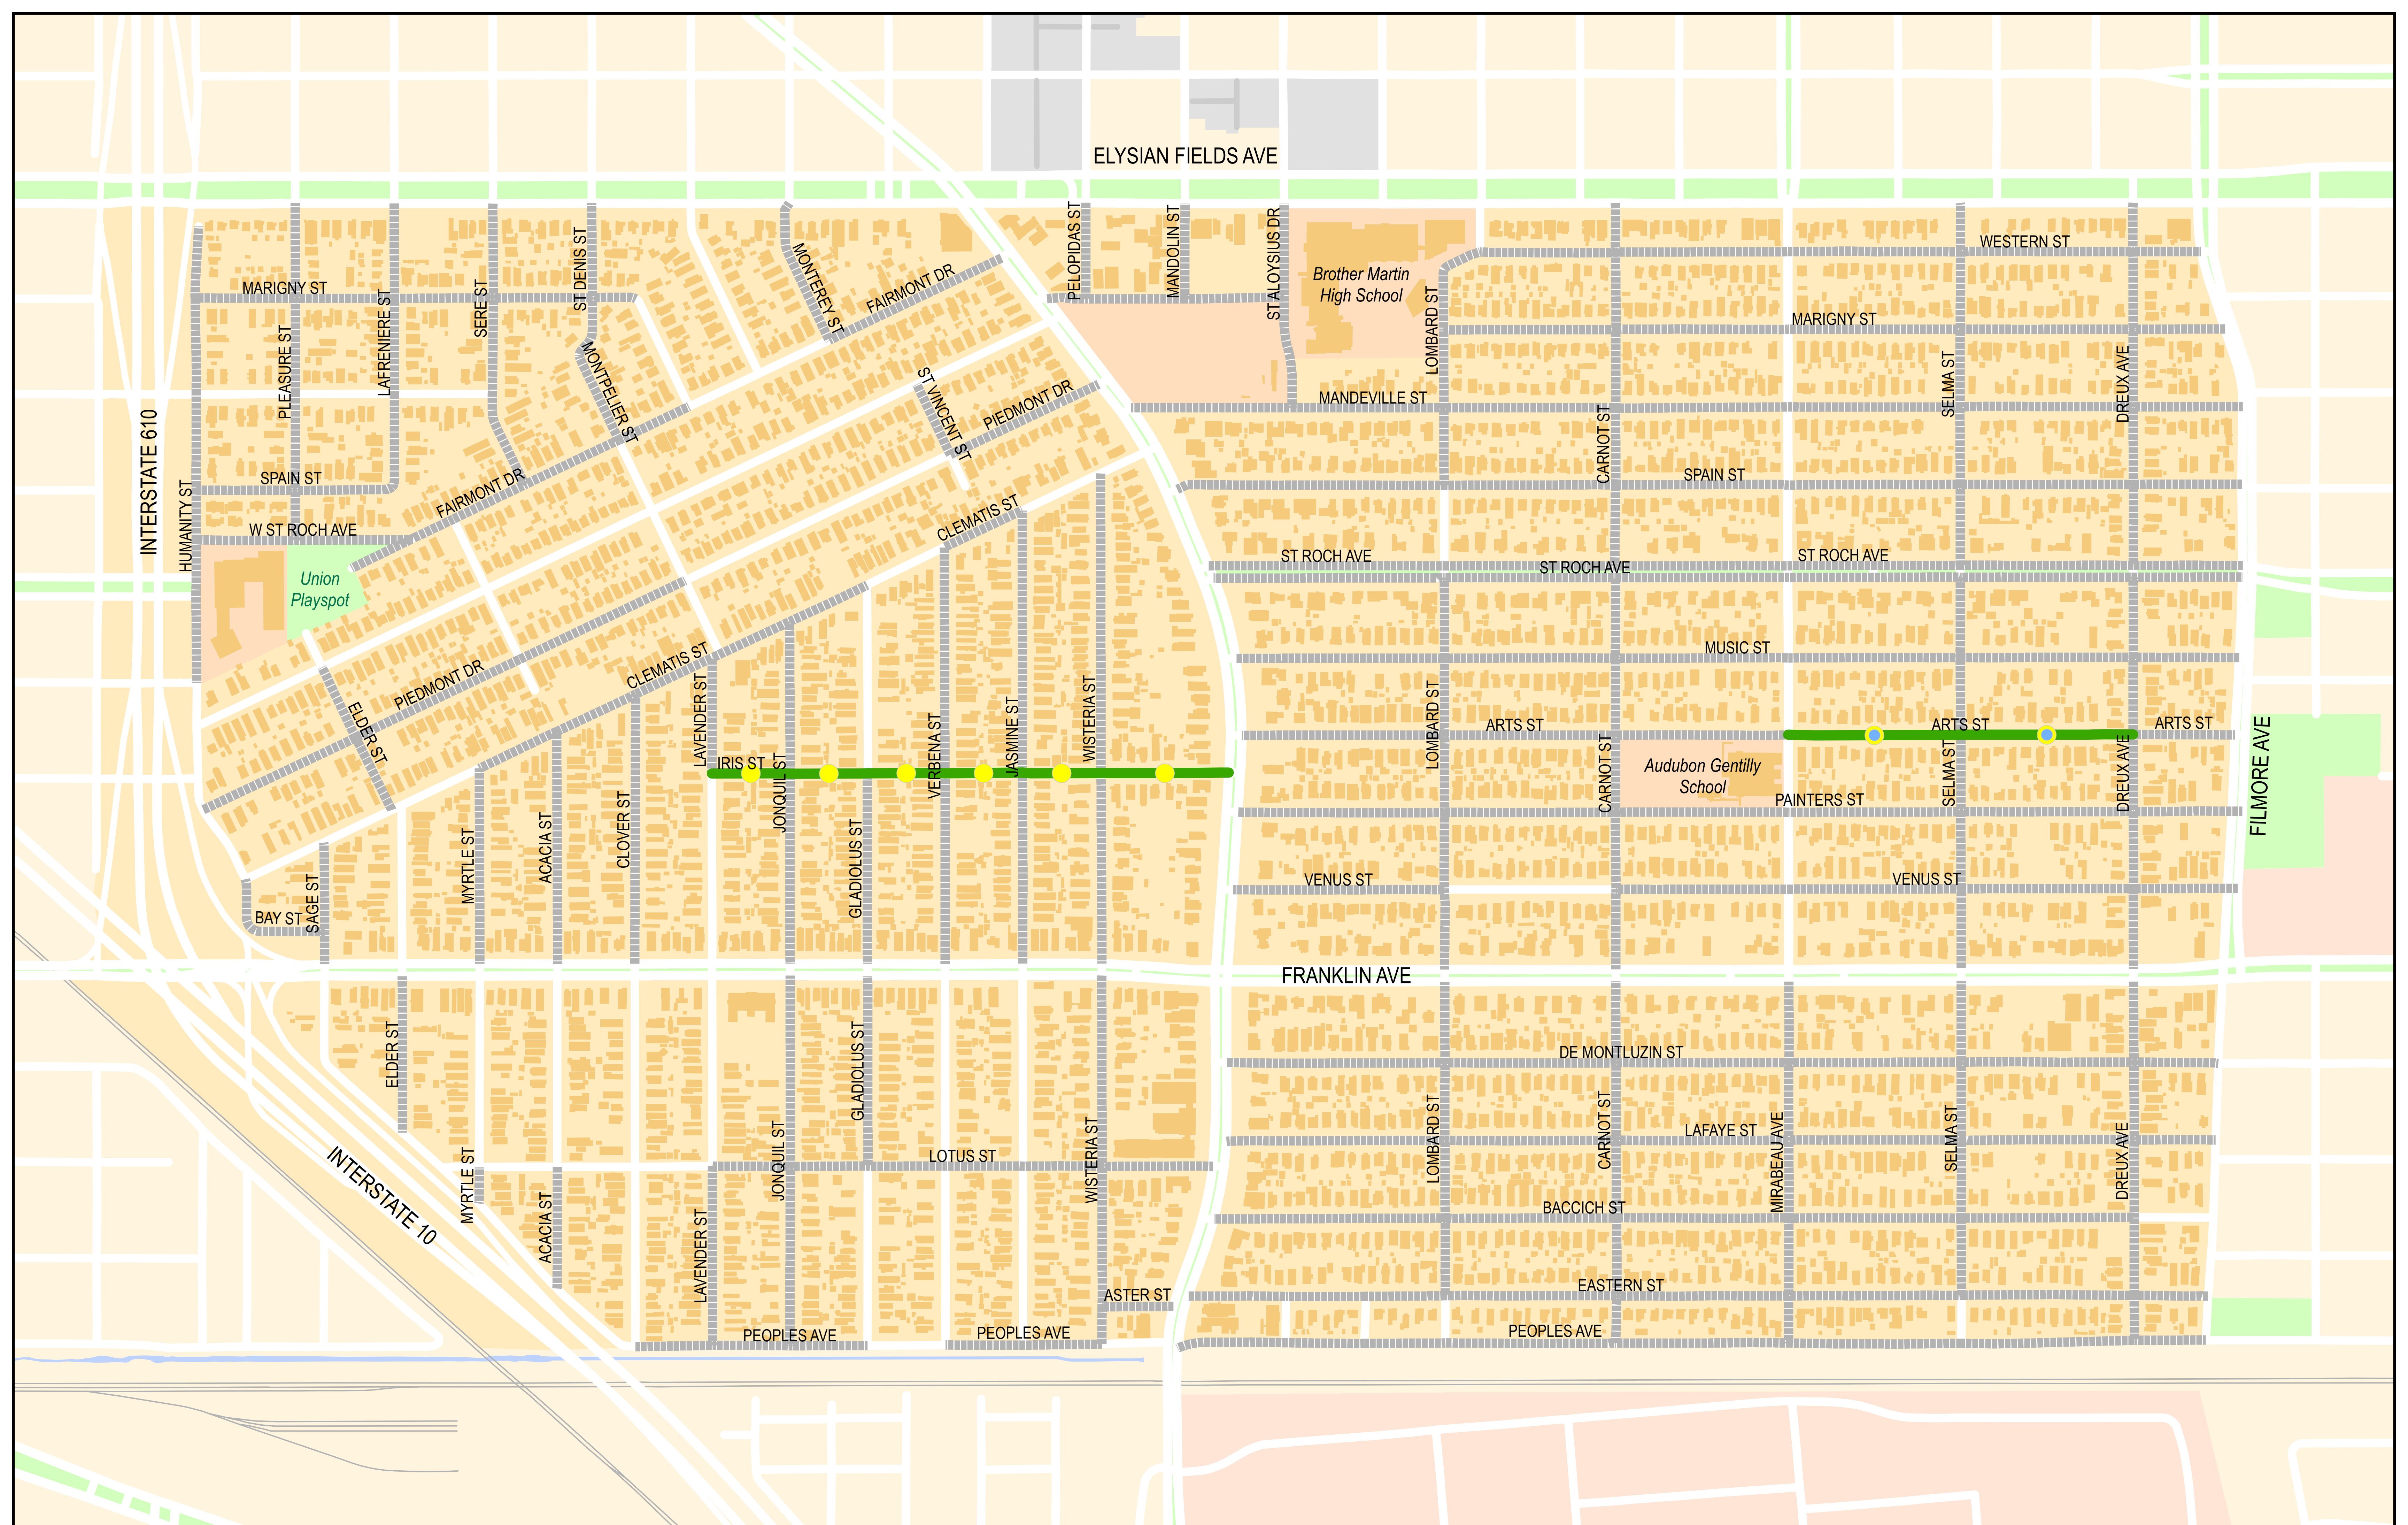 ELYSIAN FIELDS AVE
PELOPIDAS ST
MANDOLIN ST
ST ALOYSIUS DR
ST DENIS ST
MONTEREY ST
FAIRMONT DR
Brother Martin
High School
WESTERN ST
MARIGNY ST
LAFRENIERE ST
SERE ST
LOMBARD ST
MARIGNY ST
PLEASURE ST
MONTPELIER ST
ST VINCENT ST
PIEDMONT DR
MANDEVILLE ST
SELMA ST
DREUX AVE
CARNOT ST
INTERSTATE 610
HUMANITY ST
SPAIN ST
FAIRMONT DR
SPAIN ST
W ST ROCH AVE
CLEMATIS ST
ST ROCH AVE
ST ROCH AVE
ST ROCH AVE
Union
Playspot
MUSIC ST
CLEMATIS ST
PIEDMONT DR
ELDER ST
LAVENDER ST
IRIS ST
JONQUIL ST
VERBENA ST
JASMINE ST
WISTERIA ST
LOMBARD ST
ARTS ST
ARTS ST
ARTS ST
CARNOT ST
Audubon Gentilly
School
SELMA ST
DREUX AVE
FILMORE AVE
PAINTERS ST
MYRTLE ST
ACACIA ST
CLOVER ST
GLADIOLUS ST
VENUS ST
VENUS ST
BAY ST
SAGE ST
FRANKLIN AVE
ELDER ST
GLADIOLUS ST
DE MONTLUZIN ST
LOMBARD ST
CARNOT ST
MIRABEAU AVE
LAFAYE ST
SELMA ST
DREUX AVE
INTERSTATE 10
MYRTLE ST
ACACIA ST
LAVENDER ST
JONQUIL ST
LOTUS ST
WISTERIA ST
BACCICH ST
ASTER ST
EASTERN ST
PEOPLES AVE
PEOPLES AVE
PEOPLES AVE